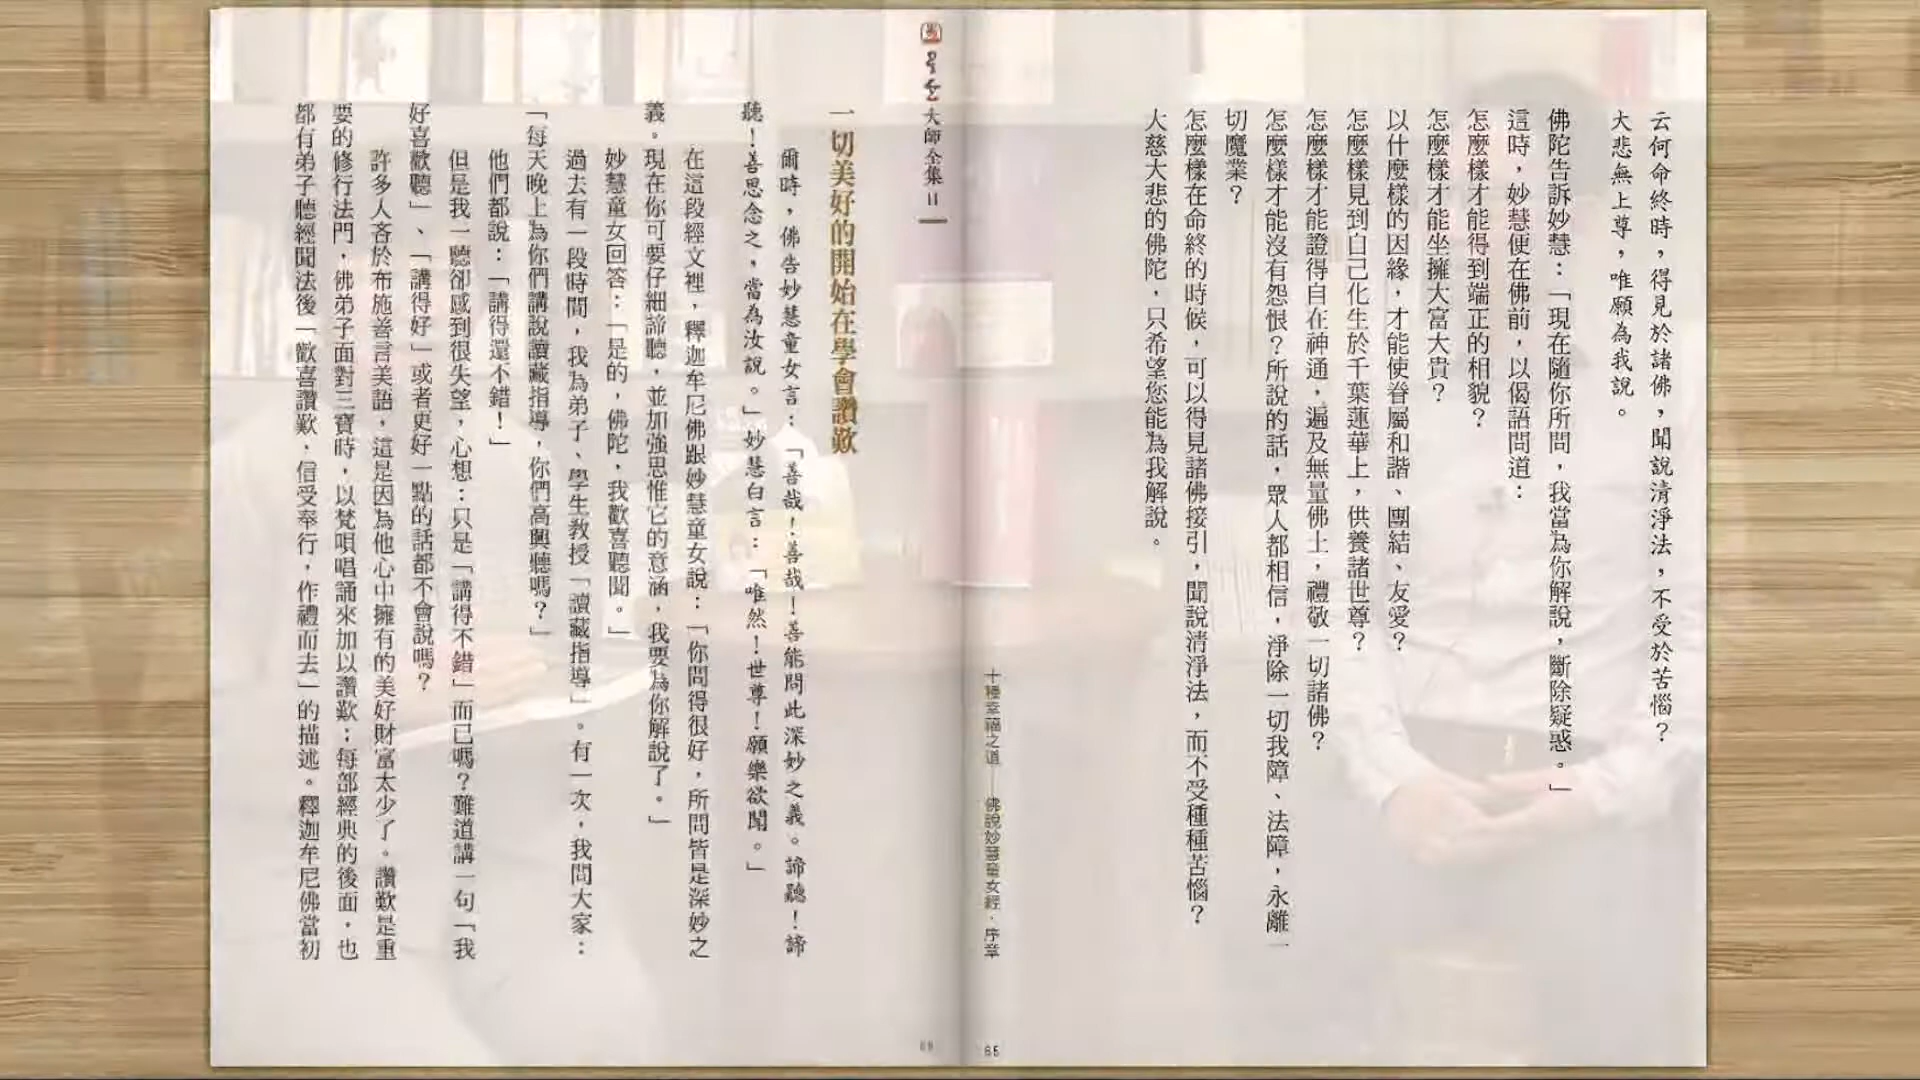 云何命終時，得見於諸佛，聞說清淨法，不受於苦惱？
大悲無上尊，唯願為我說。
佛陀告訴妙慧：「現在隨你所問，我當為你解說，斷除疑惑。」
這時，妙慧便在佛前，以偈語問道：
怎麼樣才能得到端正的相貌？
怎麼樣才能坐擁大富大貴？
以什麼樣的因緣，才能使眷屬和諧、團結、友愛？
怎麼樣見到自己化生於千葉蓮華上，供養諸世尊？
怎麼樣才能證得自在神通，遍及無量佛土，禮敬一切諸佛？
怎麼樣才能沒有怨恨？所說的話，眾人都相信，淨除一切我障、法障，永離一
切魔業？
怎麼樣在命終的時候，可以得見諸佛接引，聞說清淨法，而不受種種苦惱？
大慈大悲的佛陀，只希望您能為我解說。
十種幸福之道——佛說妙慧童女經·序章
65
大師全集
一切美好的開始在學會讚歎
爾時，佛告妙慧童女言：「善哉！善哉！善能問此深妙之義。諦聽！諦
聽！善思念之，當為汝說。」妙慧白言：「唯然！世尊！願樂欲聞。」
在這段經文裡，釋迦牟尼佛跟妙慧童女說：「你問得很好，所問皆是深妙之
義。現在你可要仔細諦聽，並加強思惟它的意涵，我要為你解說了。」
妙慧童女回答：「是的，佛陀，我歡喜聽聞。」
過去有一段時間，我為弟子、學生教授「讀藏指導」。有一次，我問大家：
「每天晚上為你們講說讀藏指導，你們高興聽嗎？」
他們都說：「講得還不錯！」
但是我一聽卻感到很失望，心想：只是「講得不錯」而已嗎？難道講一句「我
好喜歡聽」、「講得好」或者更好一點的話都不會說嗎？
許多人吝於布施善言美語，這是因為他心中擁有的美好財富太少了。讚歎是重
要的修行法門，佛弟子面對三寶時，以梵唄唱誦來加以讚歎；每部經典的後面，也
都有弟子聽經聞法後「歡喜讚歎，信受奉行，作禮而去」的描述。釋迦牟尼佛當初